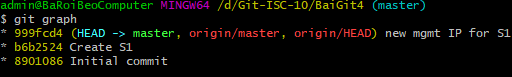 admin@BaRoiBeoComputer MINGW64 /d/Git-ISC-10/BaiGit4 (master)
$ git graph
* 999fcd4 (HEAD -> master, origin/master, origin/HEAD) new mgmt IP for S1
* b6b2524 Create S1
* 8901086 Initial commit